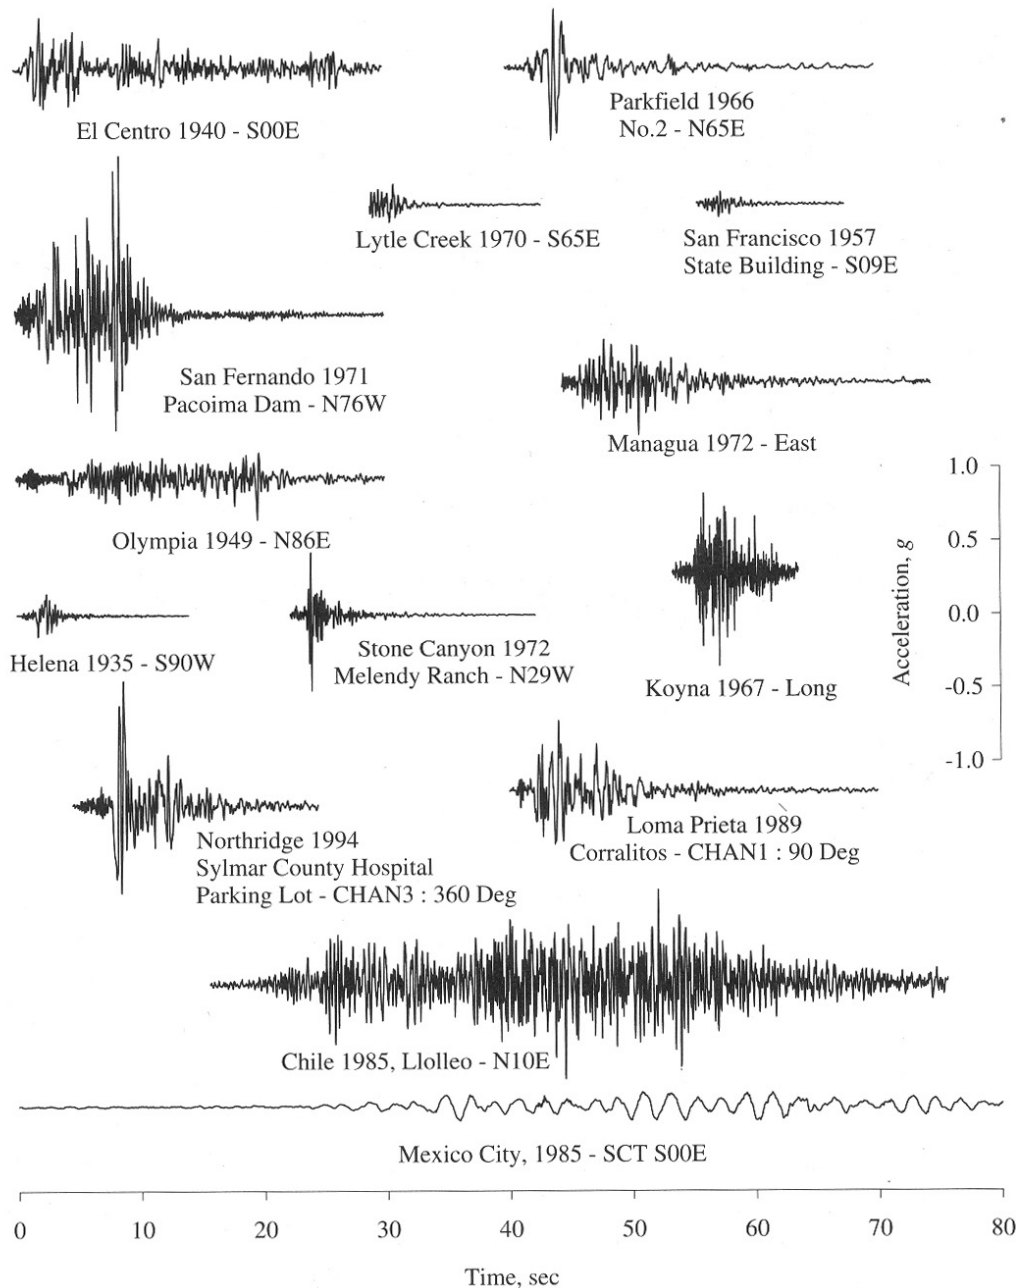 El Centro 1940 - S00E
Parkfield 1966
No.2 - N65E
Lytle Creek 1970 - S65E
San Francisco 1957
State Building - S09E
San Fernando 1971
Pacoima Dam - N76W
Managua 1972 - East
Olympia 1949 - N86E
1.0
0.5
0.0
-0.5
-1.0
Acceleration, g
Helena 1935 - S90W
Stone Canyon 1972
Melendy Ranch - N29W
Koyna 1967 - Long
Northridge 1994
Sylmar County Hospital
Parking Lot - CHAN3 : 360 Deg
Loma Prieta 1989
Corralitos - CHAN1 : 90 Deg
Chile 1985, Llolleo - N10E
Mexico City, 1985 - SCT S00E
0 10 20 30 40 50 60 70 80
Time, sec